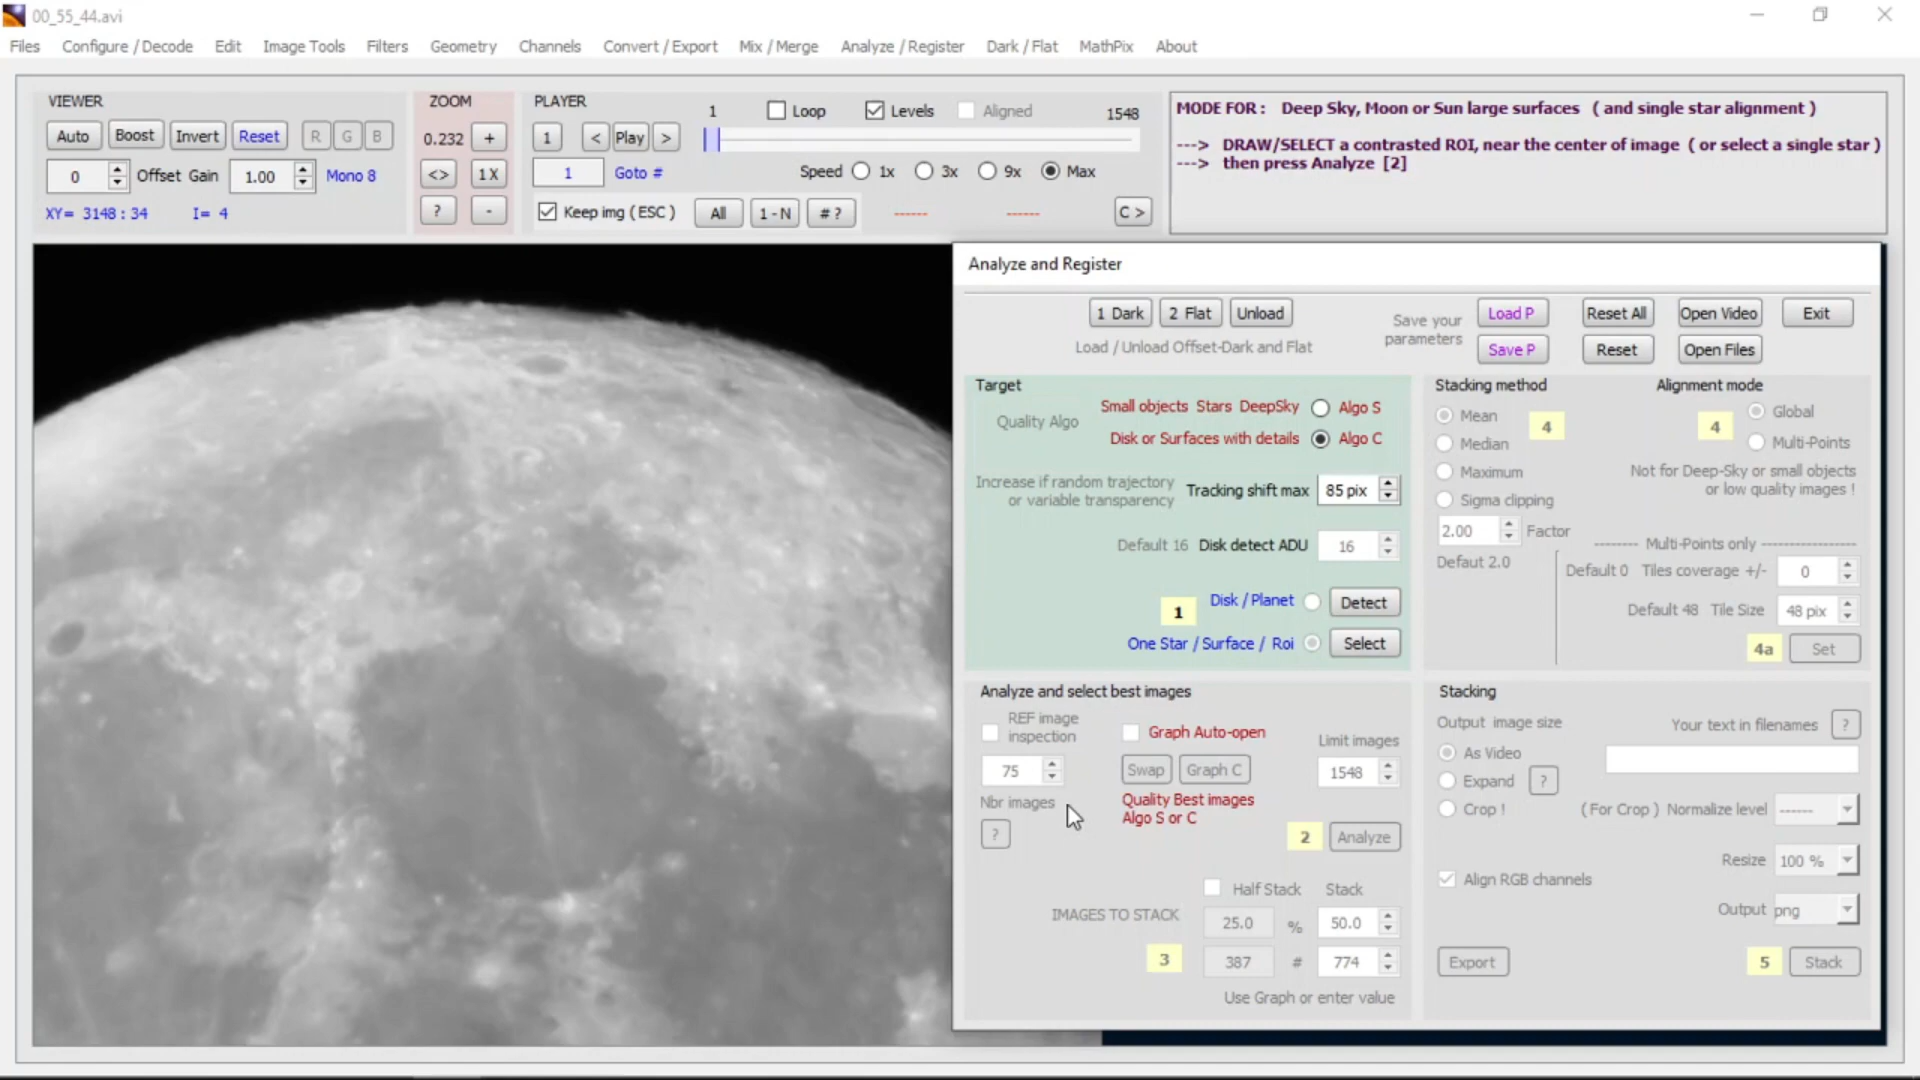 00_55_44.avi
Files Configure / Decode Edit Image Tools Filters Geometry Channels Convert / Export Mix / Merge Analyze / Register Dark / Flat MathPix About
VIEWER
Auto Boost Invert Reset R G B
0 Offset Gain 1.00 Mono 8
XY= 3148 : 34 I= 4
ZOOM
0.232 +
<> 1 X
? -
PLAYER
1 Loop Levels Aligned 1548
1 < Play >
1 Goto # Speed 1x 3x 9x Max
Keep img ( ESC ) All 1 - N # ? ------ ------ C >
MODE FOR : Deep Sky, Moon or Sun large surfaces ( and single star alignment )
---> DRAW/SELECT a contrasted ROI, near the center of image ( or select a single star )
---> then press Analyze [2]
Analyze and Register
1 Dark 2 Flat Unload
Load / Unload Offset-Dark and Flat
Save your
parameters
Load P Reset All Open Video Exit
Save P Reset Open Files
Target
Quality Algo
Small objects Stars DeepSky Algo S
Disk or Surfaces with details Algo C
Increase if random trajectory
or variable transparency
Tracking shift max 85 pix
Default 16 Disk detect ADU 16
1
Disk / Planet Detect
One Star / Surface / Roi Select
Stacking method
Mean
4
Median
Maximum
Sigma clipping
2.00 Factor
Defaut 2.0
Alignment mode
4
Global
Multi-Points
Not for Deep-Sky or small objects
or low quality images !
-------- Multi-Points only ----------------
Default 0 Tiles coverage +/- 0
Default 48 Tile Size 48 pix
4a Set
Analyze and select best images
REF image
inspection
75
Nbr images
?
Graph Auto-open
Swap Graph C
Quality Best images
Algo S or C
Limit images
1548
2 Analyze
Half Stack Stack
IMAGES TO STACK 25.0 % 50.0
3 387 # 774
Use Graph or enter value
Stacking
Output image size
As Video
Expand ?
Crop !
Your text in filenames ?
( For Crop ) Normalize level ------
Resize 100 %
Align RGB channels
Output png
Export 5 Stack